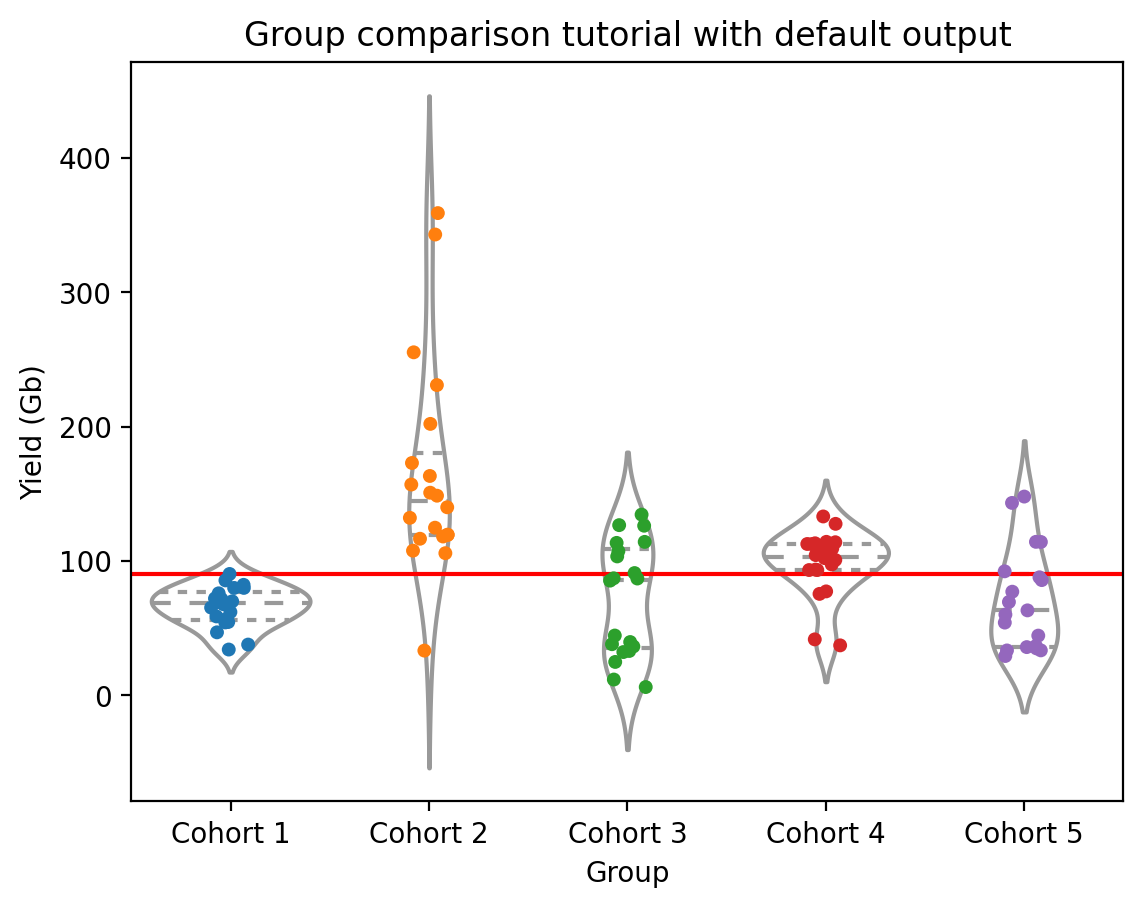 Group comparison tutorial with default output
Yield (Gb)
400
300
200
100
0
Cohort 1
Cohort 2
Cohort 3
Cohort 4
Cohort 5
Group